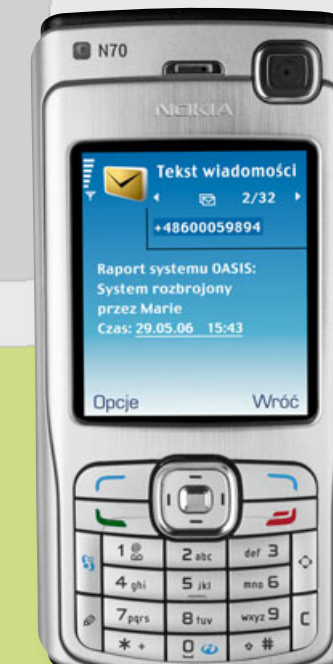 N70
NOKIA
Tekst wiadomości
2/32
+48600059894
Raport systemu OASIS:
System rozbrojony
przez Marie
Czas: 29.05.06 15:43
Opcje Wróć
1 2 abc def 3
4 ghi 5 jkl mno 6
7 pqrs 8 tuv wxyz 9 C
* + 0 #